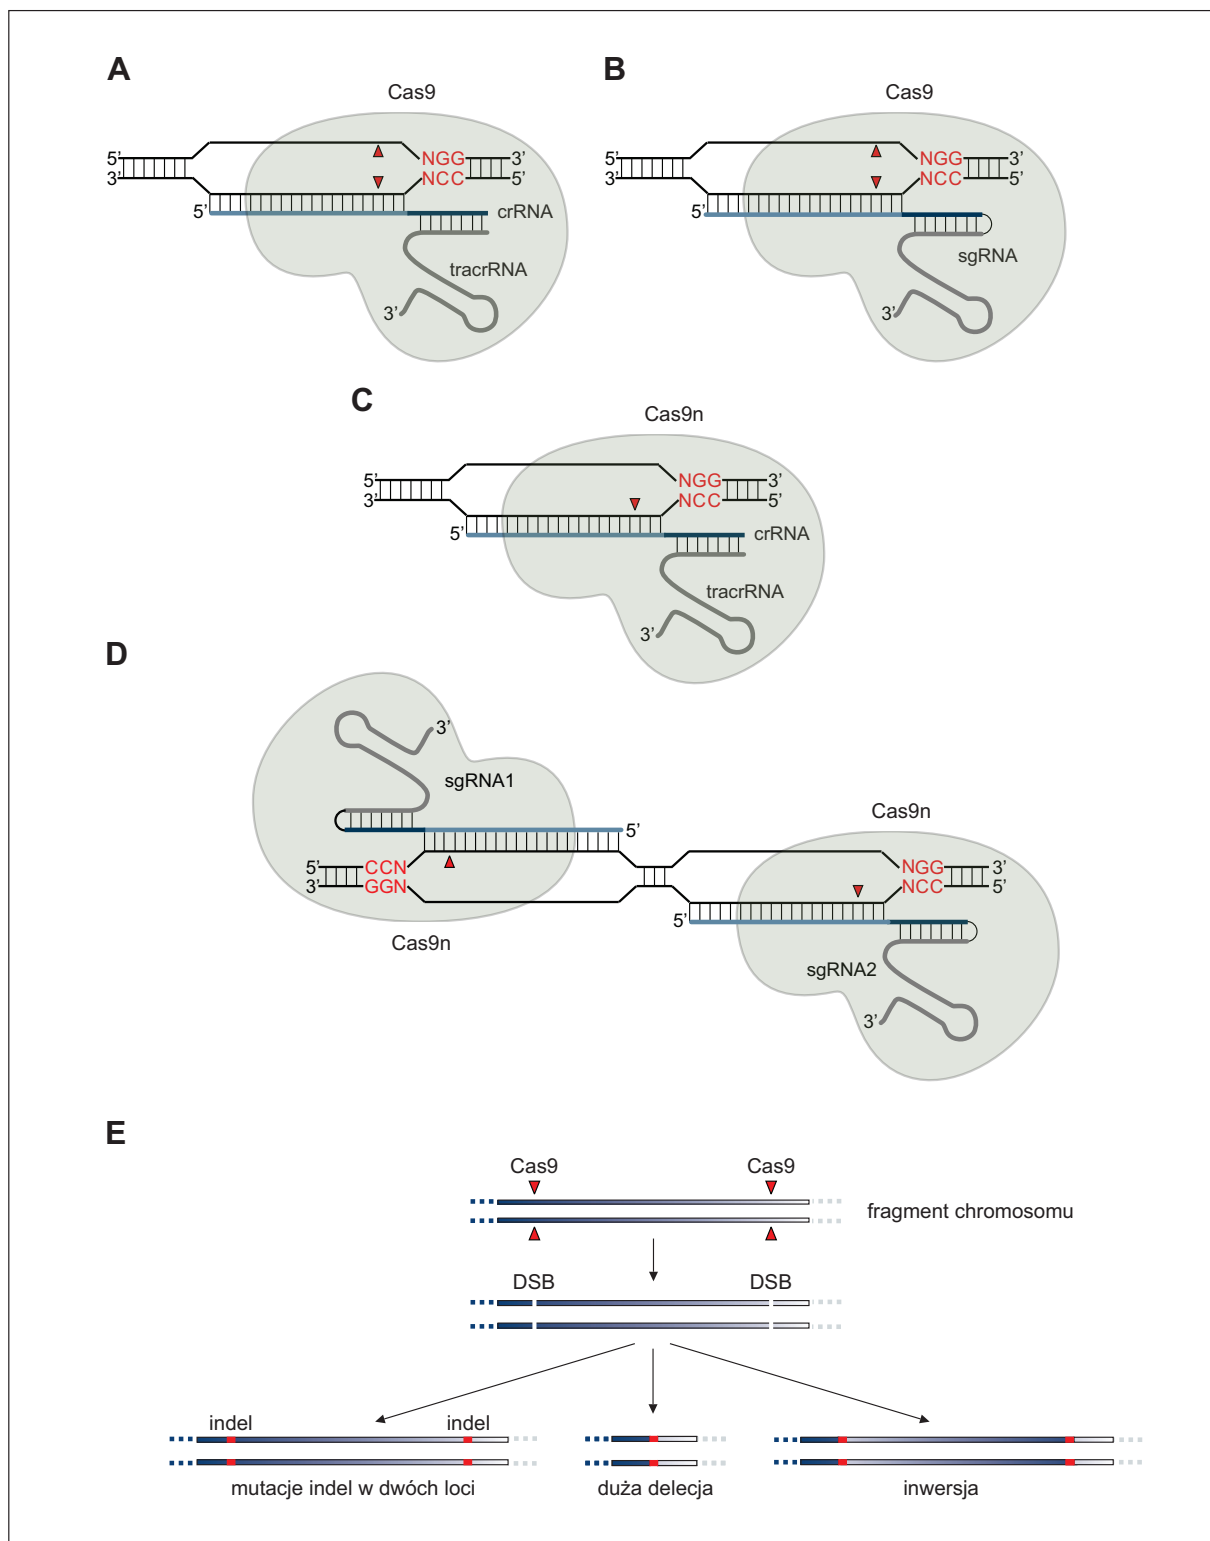 A
Cas9
5’
3’
NGG
NCC
3’
5’
5’
crRNA
tracrRNA
3’
B
Cas9
5’
3’
NGG
NCC
3’
5’
5’
sgRNA
3’
C
Cas9n
5’
3’
NGG
NCC
3’
5’
5’
crRNA
tracrRNA
3’
D
3’
sgRNA1
5’
5’
3’
CCN
GGN
Cas9n
Cas9n
NGG
NCC
3’
5’
5’
sgRNA2
3’
E
Cas9 Cas9
fragment chromosomu
DSB DSB
indel indel
mutacje indel w dwóch loci
duża delecja
inwersja